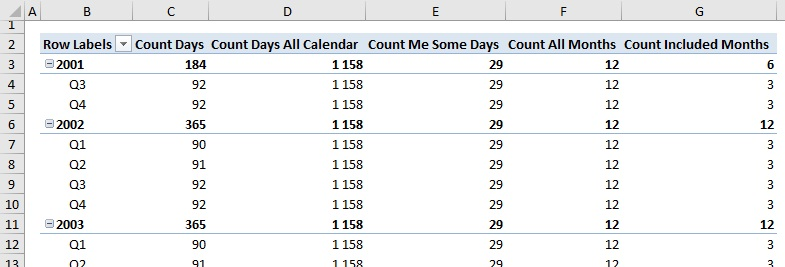 A B C D E F G
1
2 Row Labels Count Days Count Days All Calendar Count Me Some Days Count All Months Count Included Months
3 2001 184 1 158 29 12 6
4 Q3 92 1 158 29 12 3
5 Q4 92 1 158 29 12 3
6 2002 365 1 158 29 12 12
7 Q1 90 1 158 29 12 3
8 Q2 91 1 158 29 12 3
9 Q3 92 1 158 29 12 3
10 Q4 92 1 158 29 12 3
11 2003 365 1 158 29 12 12
12 Q1 90 1 158 29 12 3
13 Q2 91 1 158 29 12 3